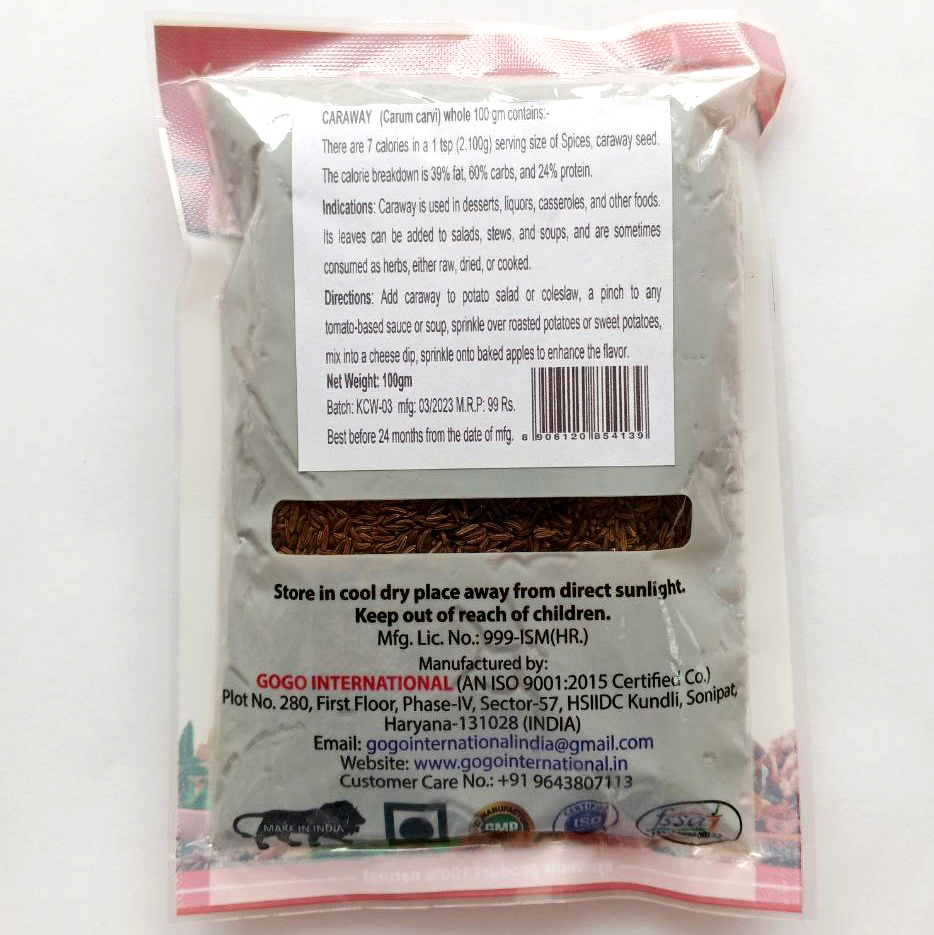 CARAWAY (Carum carvi) whole 100 gm contains:-
There are 7 calories in a 1 tsp (2.100g) serving size of Spices, caraway seed.
The calorie breakdown is 39% fat, 60% carbs, and 24% protein.
Indications: Caraway is used in desserts, liquors, casseroles, and other foods.
Its leaves can be added to salads, stews, and soups, and are sometimes
consumed as herbs, either raw, dried, or cooked.
Directions: Add caraway to potato salad or coleslaw, a pinch to any
tomato-based sauce or soup, sprinkle over roasted potatoes or sweet potatoes,
mix into a cheese dip, sprinkle onto baked apples to enhance the flavor.
Net Weight: 100gm
Batch: KCW-03 mfg: 03/2023 M.R.P: 99 Rs.
Best before 24 months from the date of mfg.
8 906120 854139
Store in cool dry place away from direct sunlight.
Keep out of reach of children.
Mfg. Lic. No.: 999-ISM(HR.)
Manufactured by:
GOGO INTERNATIONAL (AN ISO 9001:2015 Certified Co.)
Plot No. 280, First Floor, Phase-IV, Sector-57, HSIIDC Kundli, Sonipat,
Haryana-131028 (INDIA)
Email: gogointernationalindia@gmail.com
Website: www.gogointernational.in
Customer Care No.: +91 9643807113
MAKE IN INDIA
GMP
CERTIFIED
ISO
fssai
product 100% natural